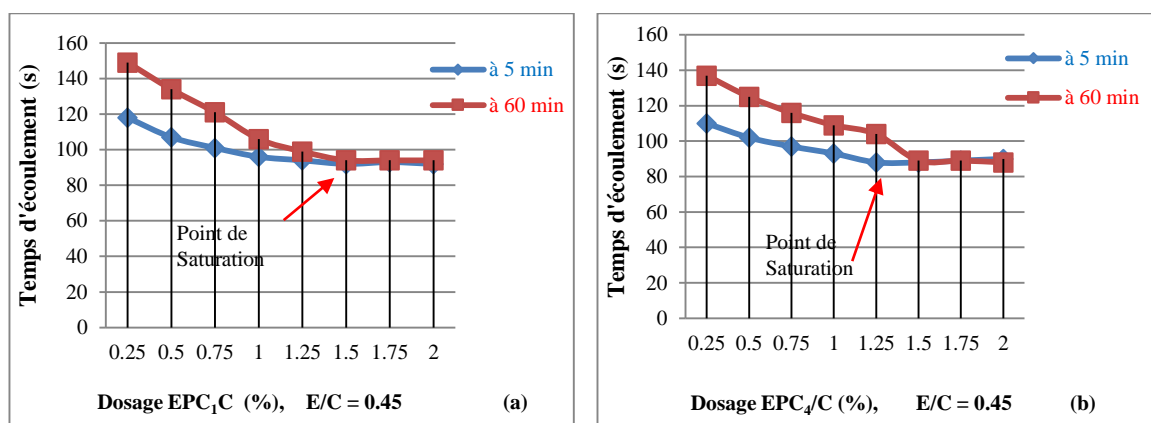 160
140
120
100
80
60
40
20
0
Temps d'écoulement (s)
à 5 min
à 60 min
Point de
Saturation
0.25 0.5 0.75 1 1.25 1.5 1.75 2
Dosage EPC₁C (%), E/C = 0.45 (a)
160
140
120
100
80
60
40
20
0
Temps d'écoulement (s)
à 5 min
à 60 min
Point de
Saturation
0.25 0.5 0.75 1 1.25 1.5 1.75 2
Dosage EPC₄/C (%), E/C = 0.45 (b)